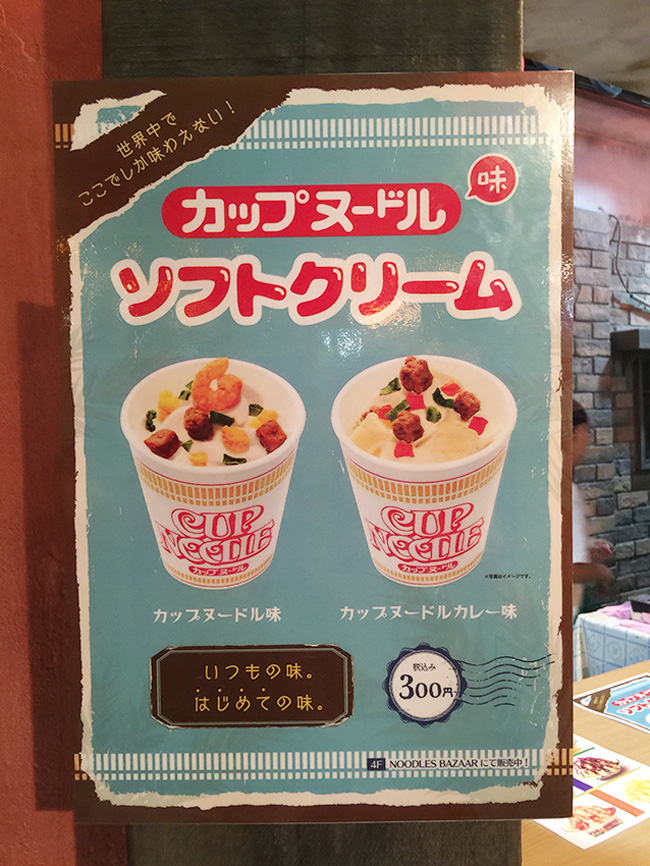 世界中で
ここでしか味わえない！
カップヌードル味
ソフトクリーム
CUP
NOODLE
カップヌードル
CUP
NOODLE
カップヌードル
※写真はイメージです。
カップヌードル味
カップヌードルカレー味
いつもの味。
はじめての味。
税込み
300円
4F NOODLES BAZAARにて販売中！